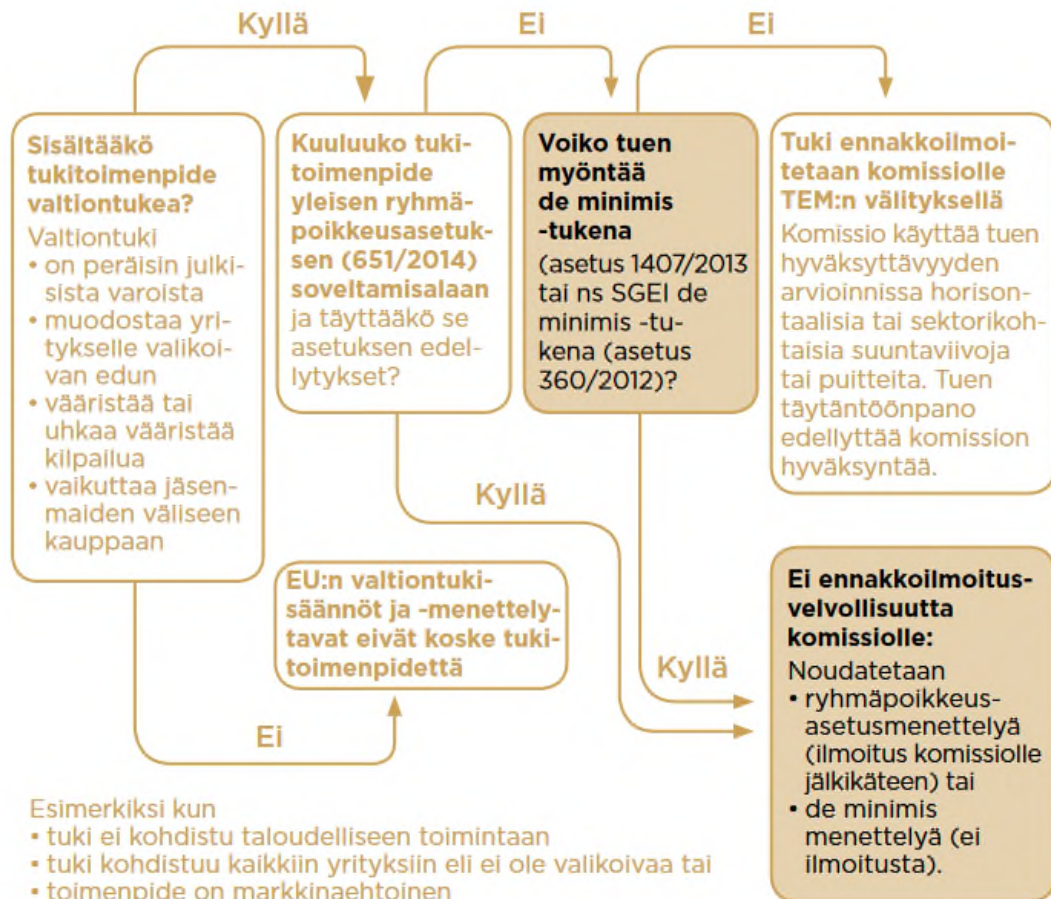 Kyllä
Ei
Ei
Sisältääkö
tukitoimenpide
valtiontukea?
Valtiontuki
• on peräisin julki-
sista varoista
• muodostaa yri-
tykselle valikoi-
van edun
• vääristää tai
uhkaa vääristää
kilpailua
• vaikuttaa jäsen-
maiden väliseen
kauppaan
Kuuluuko tuki-
toimenpide
yleisen ryhmä-
poikkeusasetuk-
sen (651/2014)
soveltamisalaan
ja täyttääkö se
asetuksen edel-
lytykset?
Voiko tuen
myöntää
de minimis
-tukena
(asetus 1407/2013
tai ns SGEI de
minimis -tu-
kena (asetus
360/2012)?
Tuki ennakkoilmoi-
tetaan komissiolle
TEM:n välityksellä
Komissio käyttää tuen
hyväksyttävyyden
arvioinnissa horison-
taalisia tai sektorikoh-
taisia suuntaviivoja
tai puitteita. Tuen
täytäntöönpano
edellyttää komission
hyväksyntää.
Kyllä
EU:n valtiontuki-
säännöt ja -menettely-
tavat eivät koske tuki-
toimenpidettä
Kyllä
Ei ennakkoilmoitus-
velvollisuutta
komissiolle:
Noudatetaan
• ryhmäpoikkeus-
asetusmenettelyä
(ilmoitus komissiolle
jälkikäteen) tai
• de minimis
menettelyä (ei
ilmoitusta).
Ei
Esimerkiksi kun
• tuki ei kohdistu taloudelliseen toimintaan
• tuki kohdistuu kaikkiin yrityksiin eli ei ole valikoivaa tai
• toimenpide on markkinaehtoinen